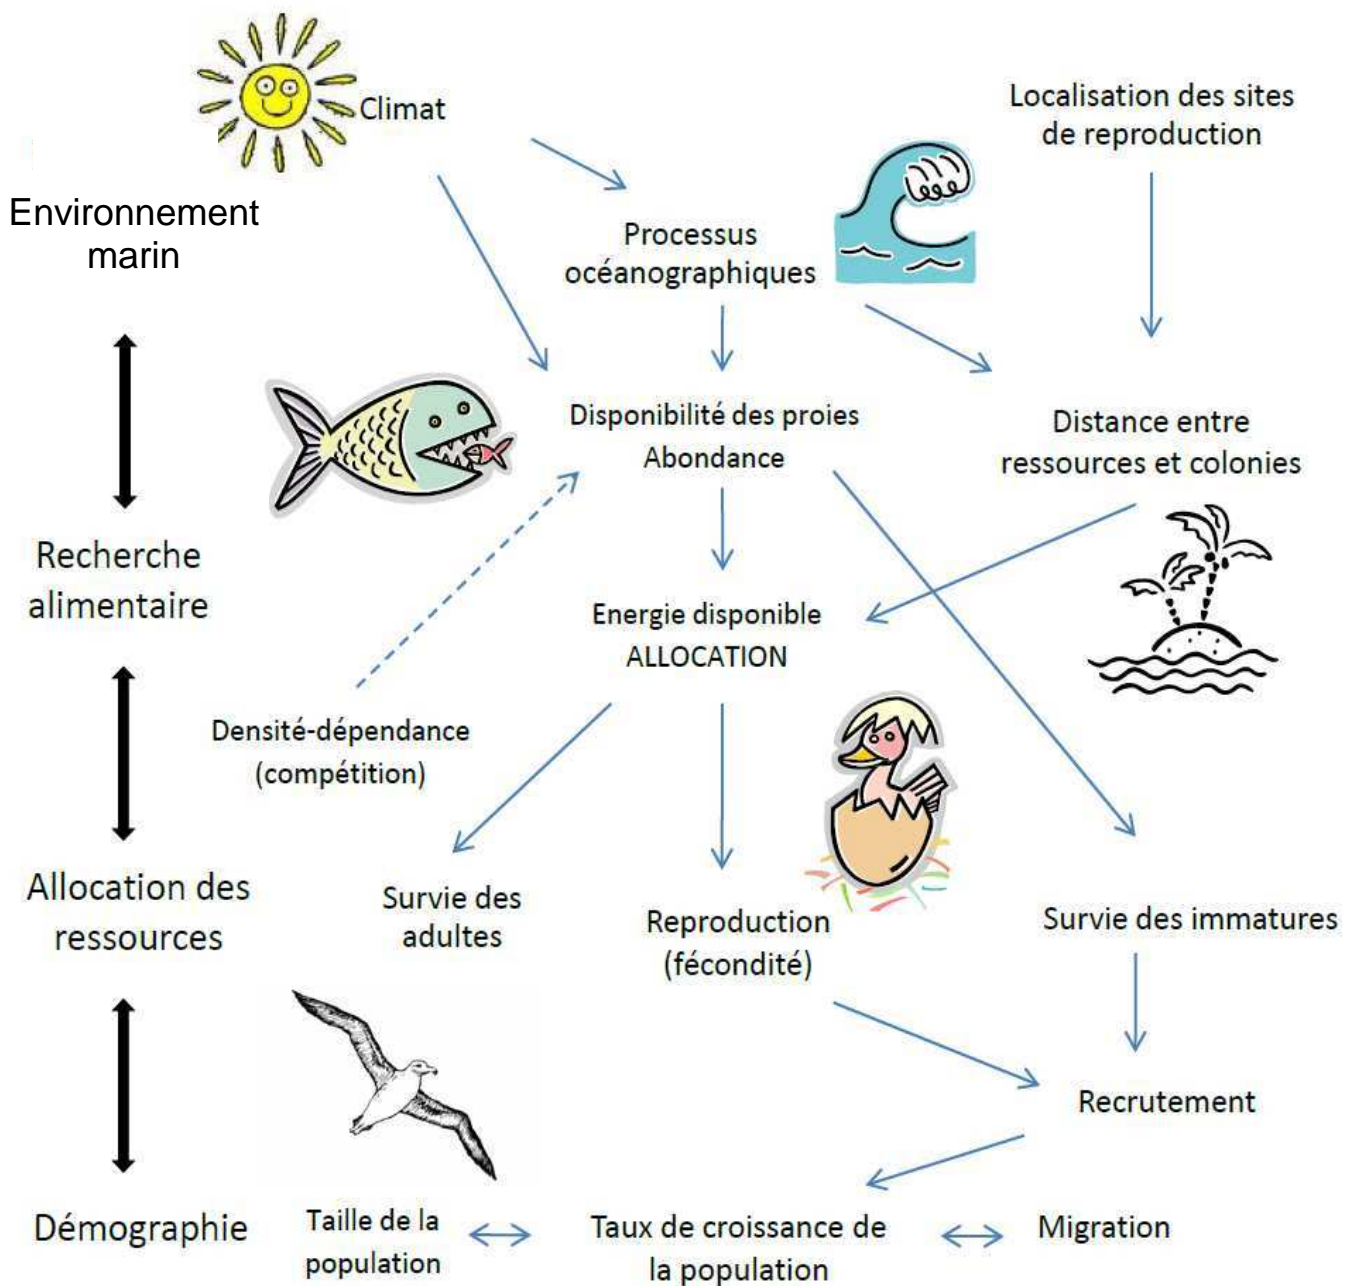 Climat
Localisation des sites
de reproduction
Environnement
marin
Processus
océanographiques
Disponibilité des proies
Abondance
Distance entre
ressources et colonies
Recherche
alimentaire
Energie disponible
ALLOCATION
Densité-dépendance
(compétition)
Allocation des
ressources
Survie des
adultes
Reproduction
(fécondité)
Survie des immatures
Recrutement
Démographie
Taille de la
population
Taux de croissance de
la population
Migration